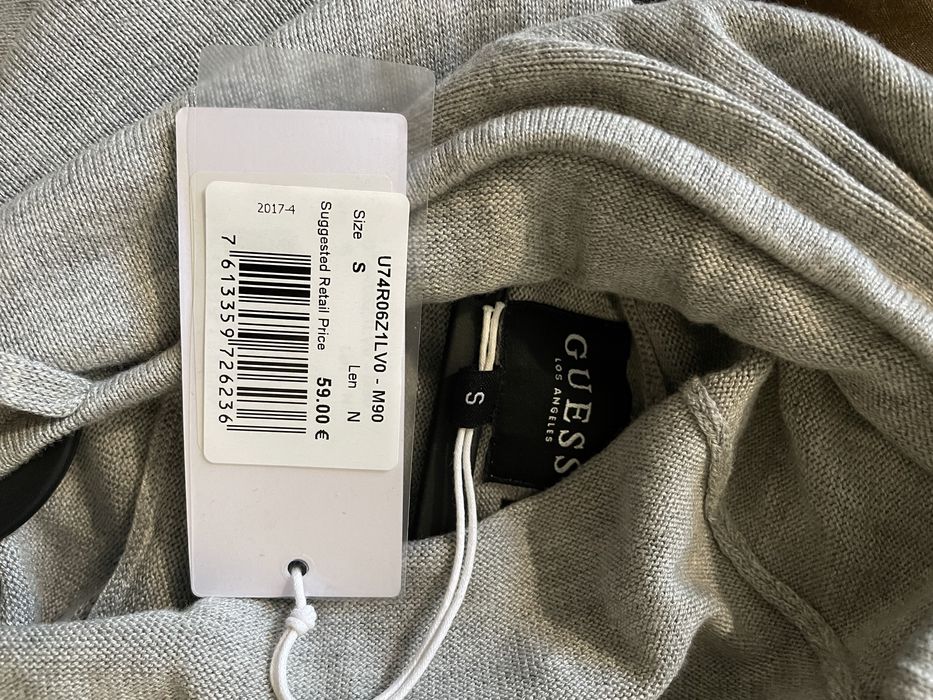 U74R06Z1LV0 - M90
Size S Len N
Suggested Retail Price 59.00 €
2017-4
7 613359 726236
S
GUESS
LOS ANGELES